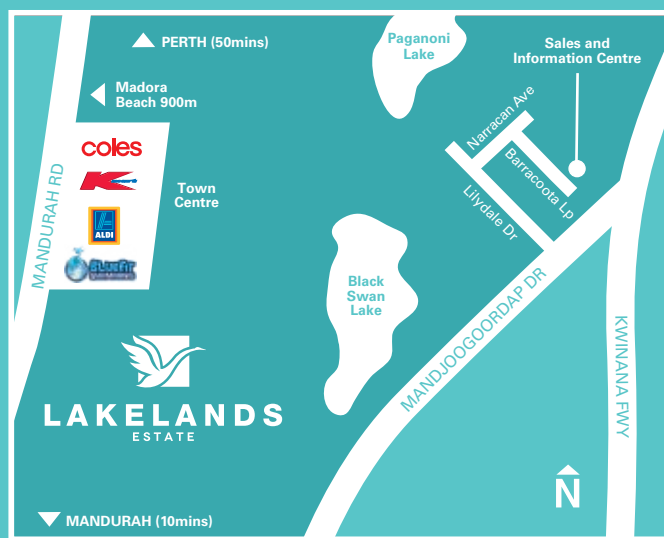 PERTH (50mins)
Madora
Beach 900m
coles
K
ALDI
BLUEFIT
Town
Centre
MANDURAH RD
Paganoni
Lake
Sales and
Information Centre
Narracan Ave
Barracoota Lp
Lilydale Dr
Black
Swan
Lake
MANDJOOGOORDAP DR
KWINANA FWY
LAKELANDS
ESTATE
N
MANDURAH (10mins)